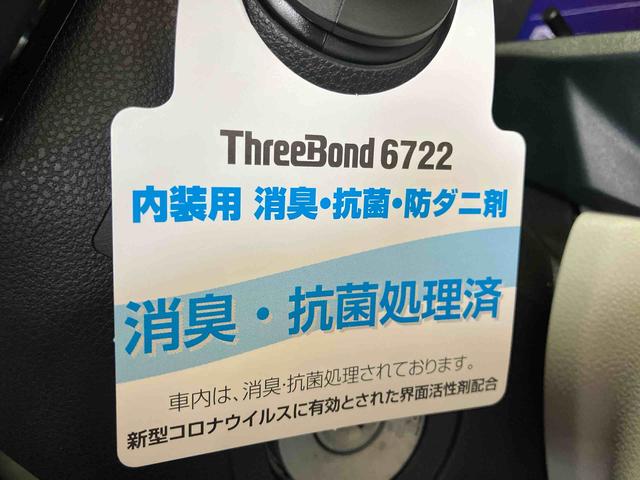 ThreeBond 6722
内装用 消臭・抗菌・防ダニ剤
消臭・抗菌処理済
車内は、消臭・抗菌処理されております。
新型コロナウイルスに有効とされた界面活性剤配合